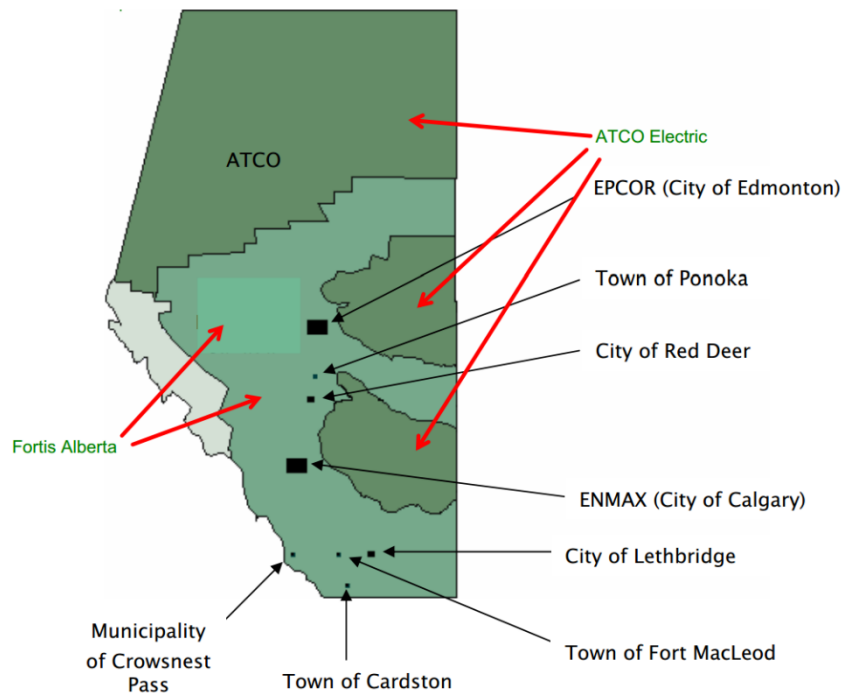 ATCO Electric
ATCO
EPCOR (City of Edmonton)
Town of Ponoka
City of Red Deer
Fortis Alberta
ENMAX (City of Calgary)
City of Lethbridge
Municipality
of Crowsnest
Pass
Town of Fort MacLeod
Town of Cardston